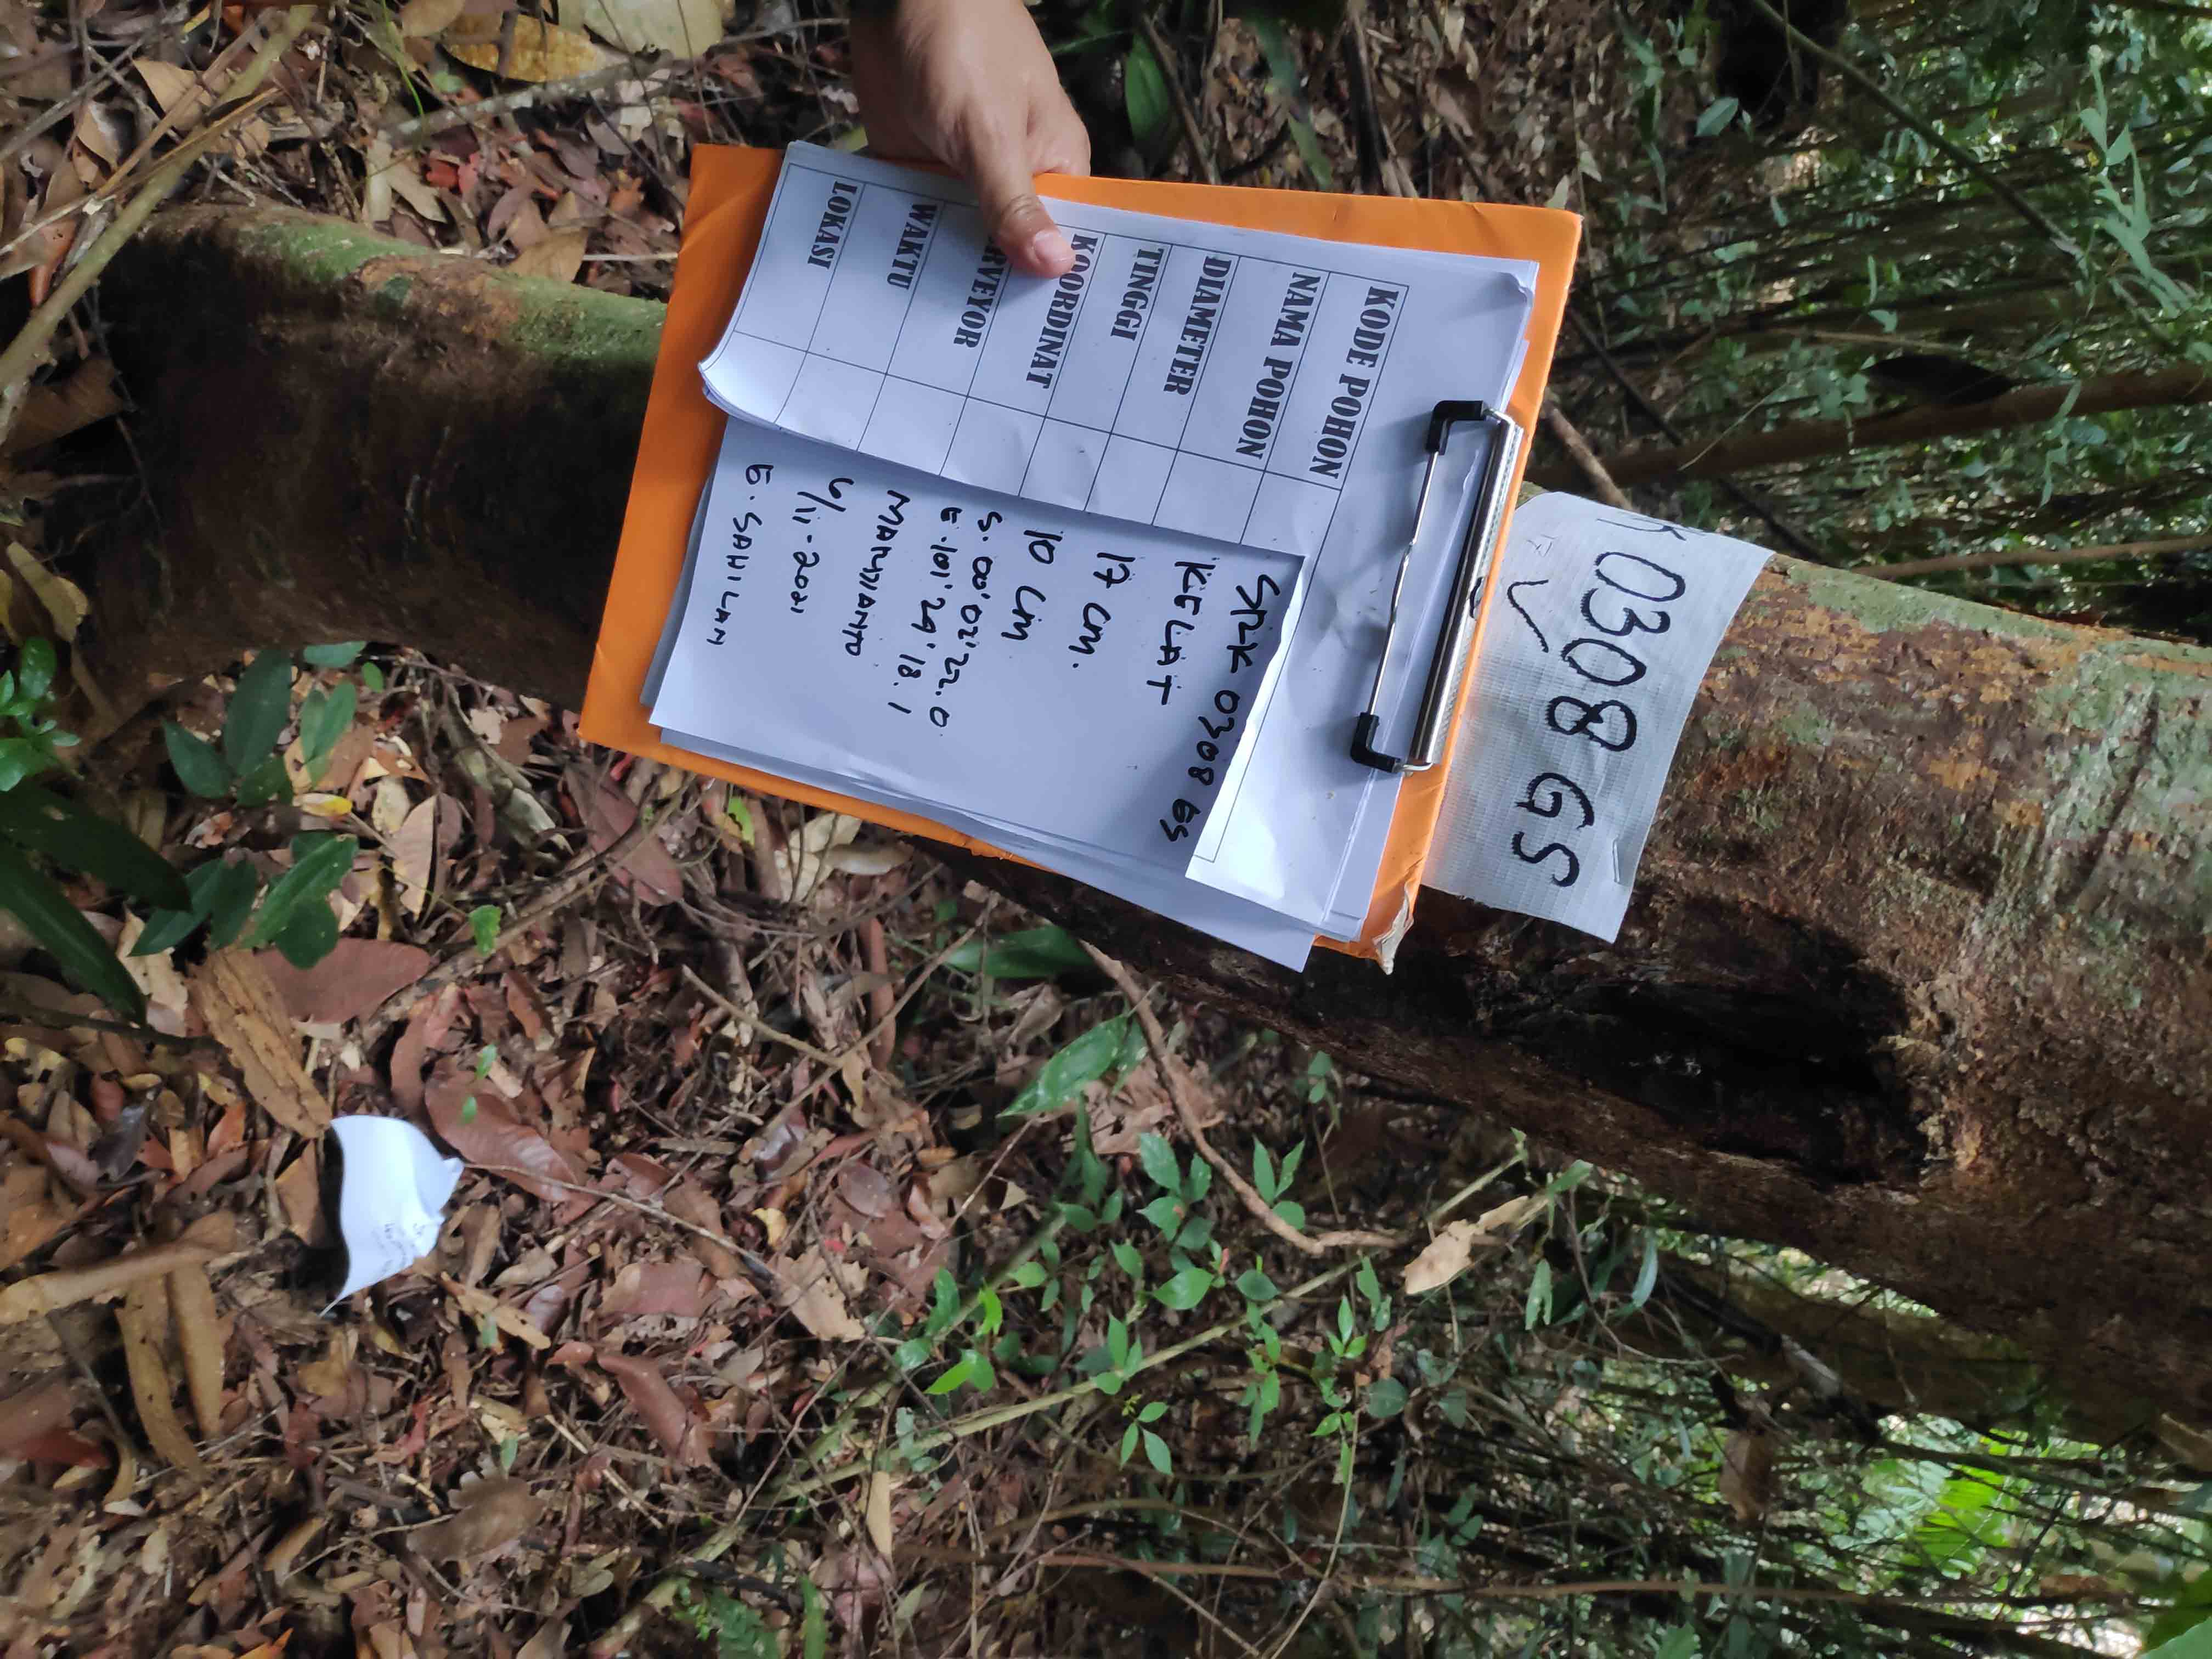 K 0308 GS
KODE POHON
SRK 0308 GS
NAMA POHON
KELAT
DIAMETER
17 cm.
TINGGI
10 cm
KOORDINAT
S. 00' 02' 22.0
E. 101' 29' 18.1
RVEYOR
MARJIANTO
WAKTU
6/11-2021
LOKASI
G. SAHILAN